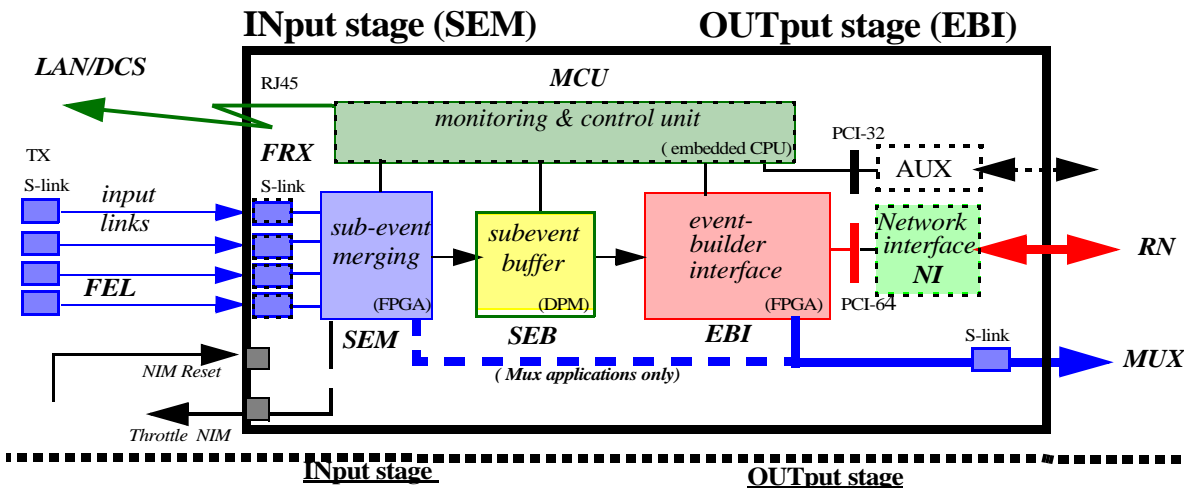 INput stage (SEM)
OUTput stage (EBI)
LAN/DCS
RJ45
MCU
monitoring & control unit
( embedded CPU)
PCI-32
TX
FRX
AUX
S-link
S-link
input
links
sub-event
merging
(FPGA)
subevent
buffer
(DPM)
event-
builder
interface
(FPGA)
Network
interface
NI
RN
PCI-64
FEL
SEM
SEB
EBI
S-link
MUX
( Mux applications only)
NIM Reset
Throttle NIM
INput stage
OUTput stage